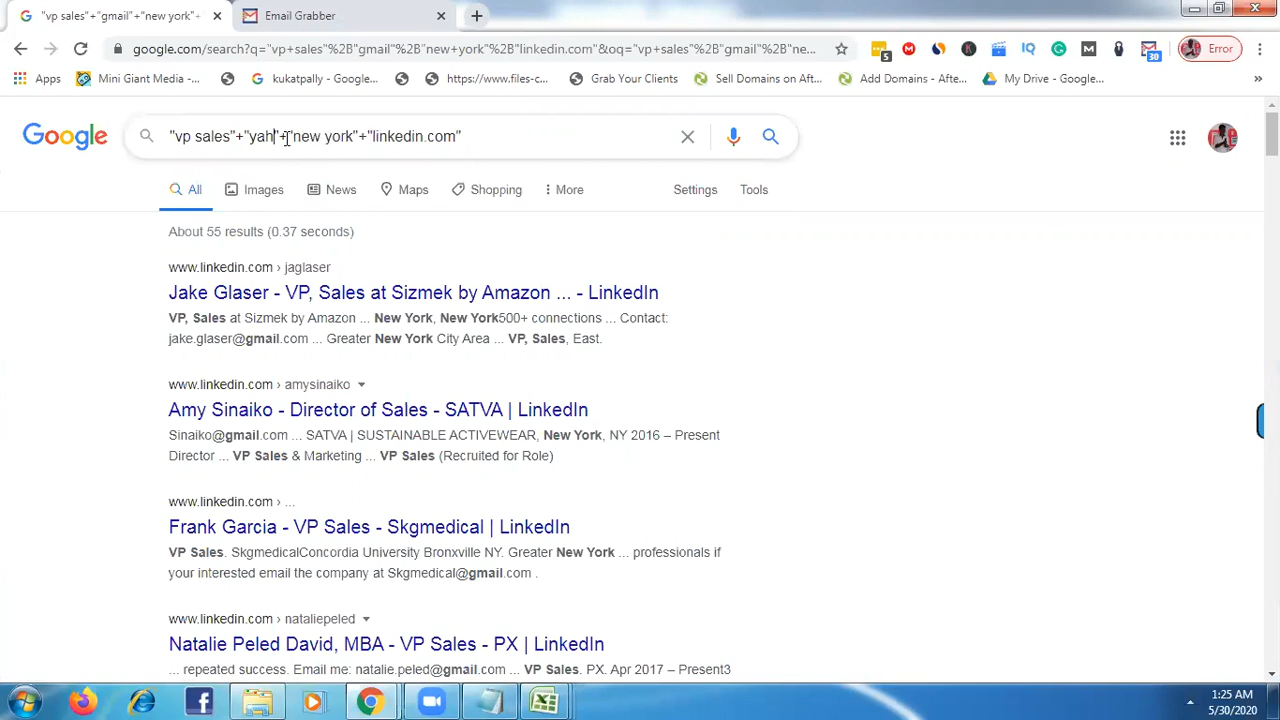 "vp sales"+"gmail"+"new york"+
Email Grabber
google.com/search?q="vp+sales"%2B"gmail"%2B"new+york"%2B"linkedin.com"&oq="vp+sales"%2B"gmail"%2B"ne...
5
30
Error
Apps
Mini Giant Media -...
kukatpally - Google...
https://www.files-c...
Grab Your Clients
Sell Domains on Aft...
Add Domains - Afte...
My Drive - Google...
»
Google
"vp sales"+"yah"+"new york"+"linkedin.com"
All
Images
News
Maps
Shopping
More
Settings
Tools
About 55 results (0.37 seconds)
www.linkedin.com › jaglaser
Jake Glaser - VP, Sales at Sizmek by Amazon ... - LinkedIn
VP, Sales at Sizmek by Amazon ... New York, New York500+ connections ... Contact:
jake.glaser@gmail.com ... Greater New York City Area ... VP, Sales, East.
www.linkedin.com › amysinaiko
Amy Sinaiko - Director of Sales - SATVA | LinkedIn
Sinaiko@gmail.com ... SATVA | SUSTAINABLE ACTIVEWEAR, New York, NY 2016 – Present
Director ... VP Sales & Marketing ... VP Sales (Recruited for Role)
www.linkedin.com › ...
Frank Garcia - VP Sales - Skgmedical | LinkedIn
VP Sales. SkgmedicalConcordia University Bronxville NY. Greater New York ... professionals if
your interested email the company at Skgmedical@gmail.com .
www.linkedin.com › nataliepeled
Natalie Peled David, MBA - VP Sales - PX | LinkedIn
... repeated success. Email me: natalie.peled@gmail.com ... VP Sales. PX. Apr 2017 – Present3
1:25 AM
5/30/2020